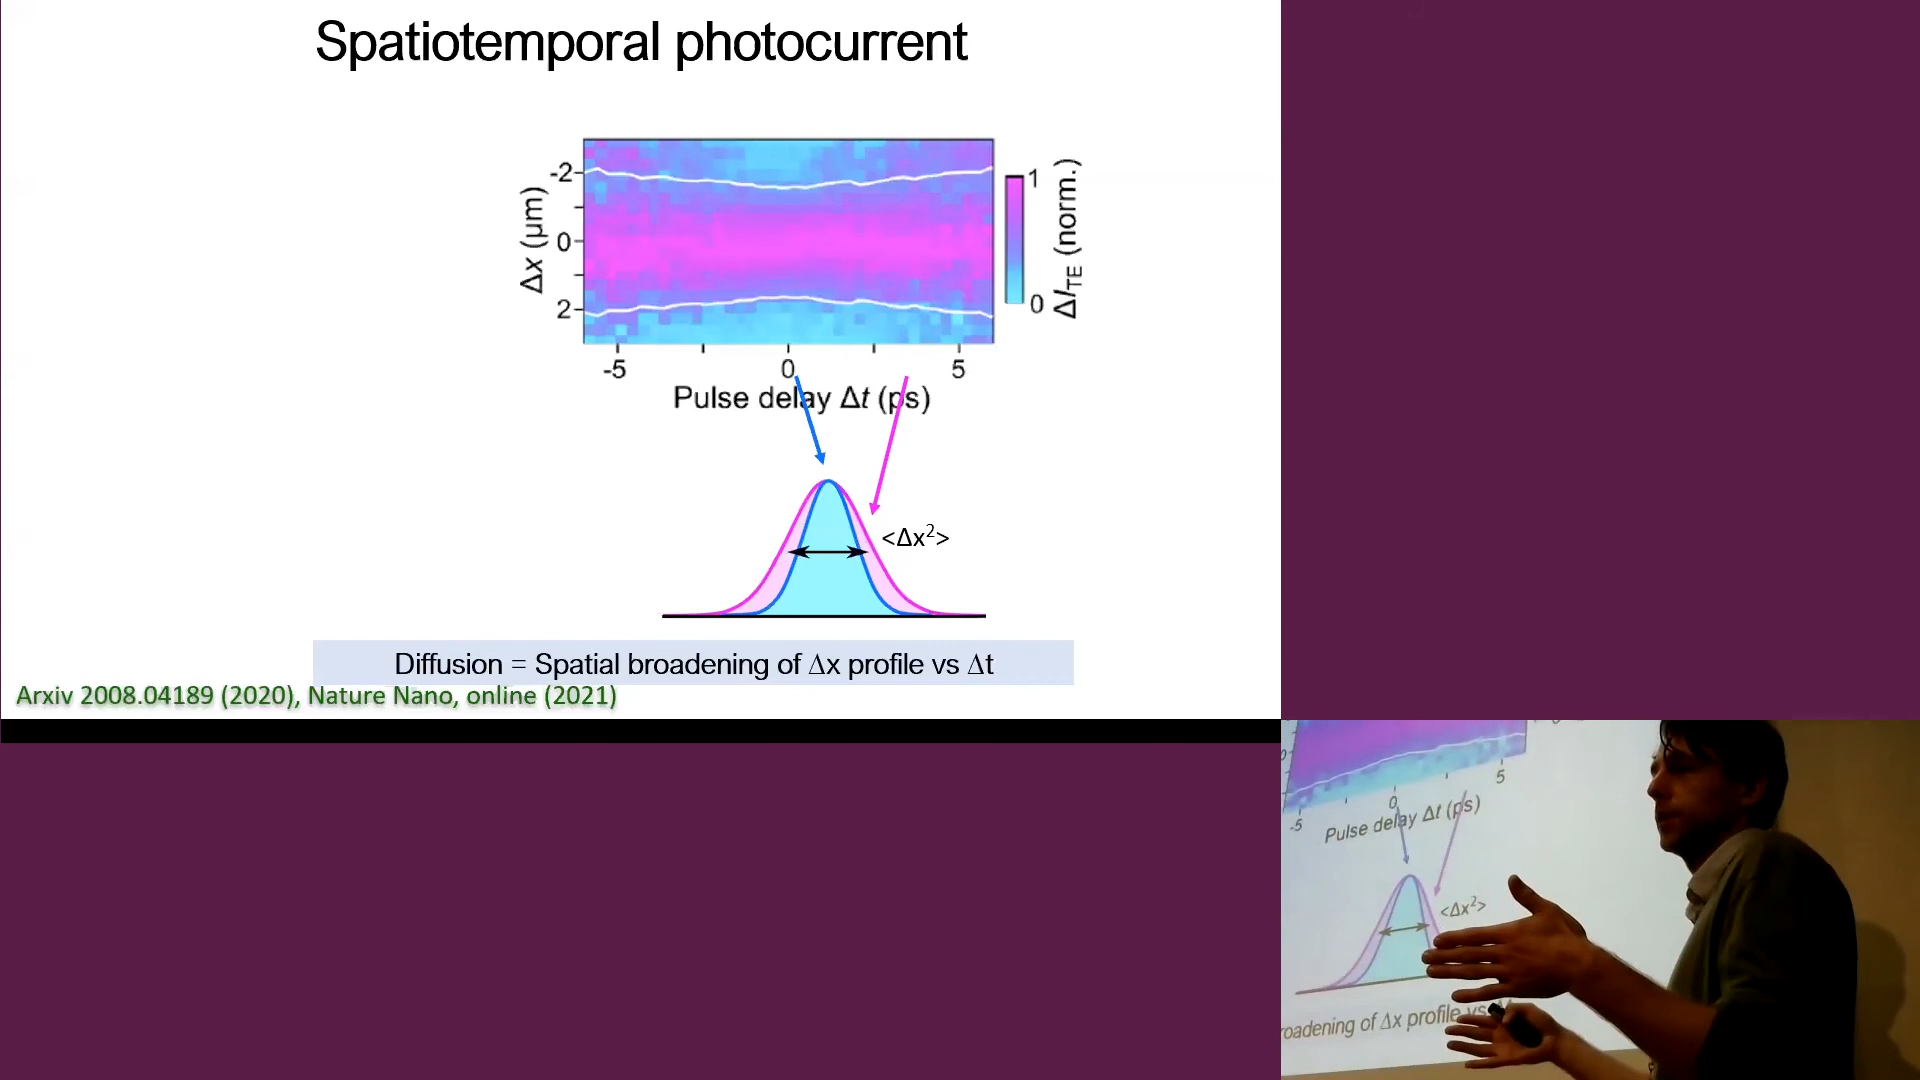 Spatiotemporal photocurrent
-2
0
2
Δx (μm)
-5 0 5
Pulse delay Δt (ps)
1
0
ΔI_TE (norm.)
<Δx²>
Diffusion = Spatial broadening of Δx profile vs Δt
Arxiv 2008.04189 (2020), Nature Nano, online (2021)
-5 0 5
Pulse delay Δt (ps)
<Δx²>
roadening of Δx profile vs